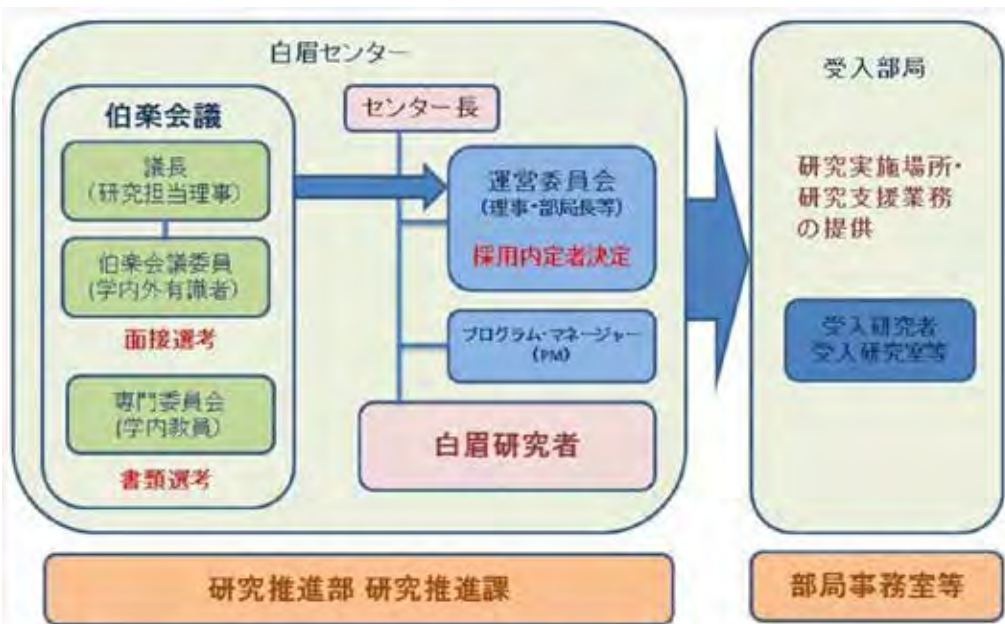 白眉センター
伯楽会議
議長
(研究担当理事)
伯楽会議委員
(学内外有識者)
面接選考
専門委員会
(学内教員)
書類選考
センター長
運営委員会
(理事・部局長等)
採用内定者決定
プログラム・マネージャー
(PM)
白眉研究者
受入部局
研究実施場所・
研究支援業務
の提供
受入研究者
受入研究室等
研究推進部 研究推進課
部局事務室等